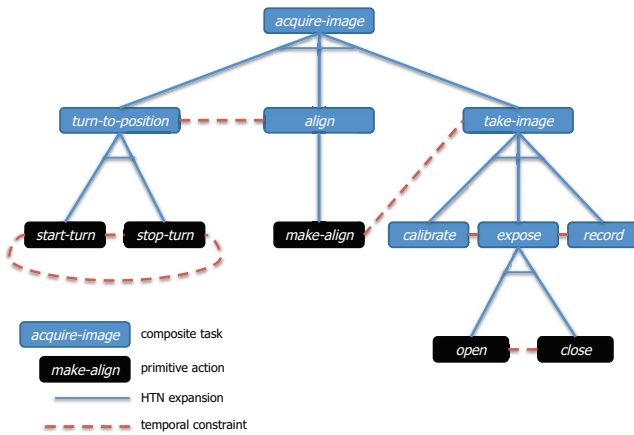 acquire-image
turn-to-position align take-image
start-turn stop-turn make-align calibrate expose record
open close
acquire-image composite task
make-align primitive action
HTN expansion
temporal constraint